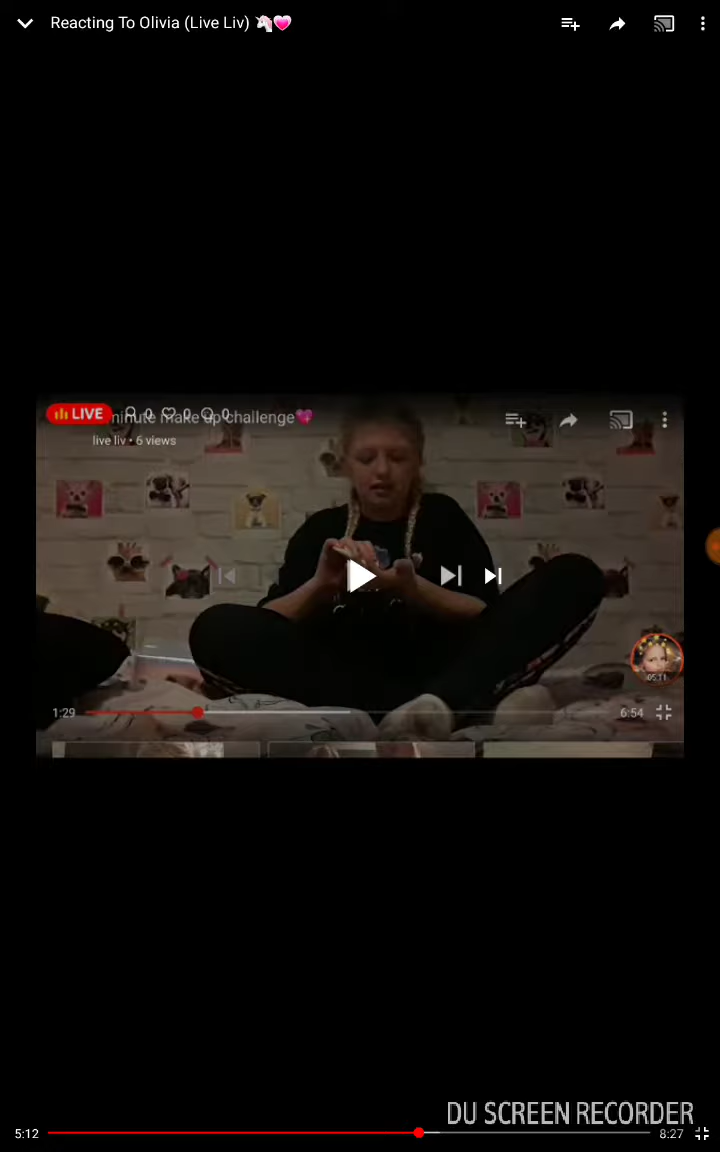 Reacting To Olivia (Live Liv) 🦄💗
LIVE 0 0 0
minute make up challenge💖
live liv • 6 views
05:11
1:29
6:54
DU SCREEN RECORDER
5:12
8:27